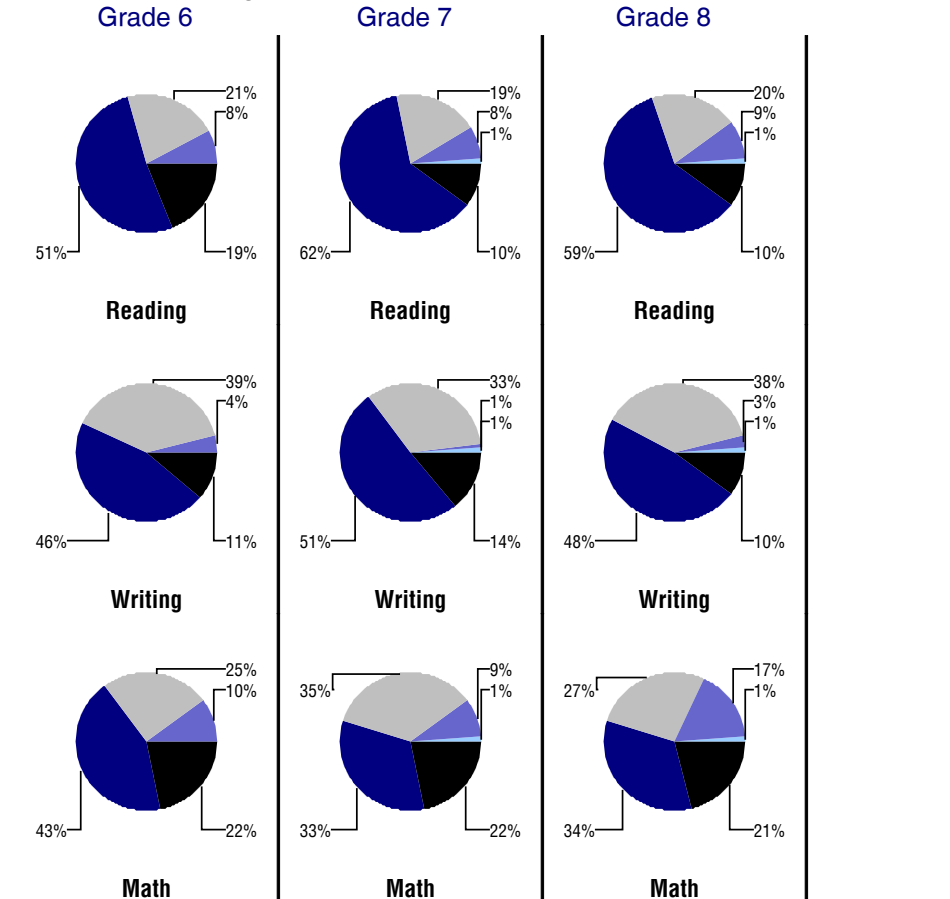 Grade 6 Grade 7 Grade 8
21% 19% 20%
8% 8% 9%
1% 1%
51% 19% 62% 10% 59% 10%
Reading Reading Reading
39% 33% 38%
4% 1% 3%
1% 1%
46% 11% 51% 14% 48% 10%
Writing Writing Writing
25% 9% 17%
10% 35% 1% 27% 1%
43% 22% 33% 22% 34% 21%
Math Math Math